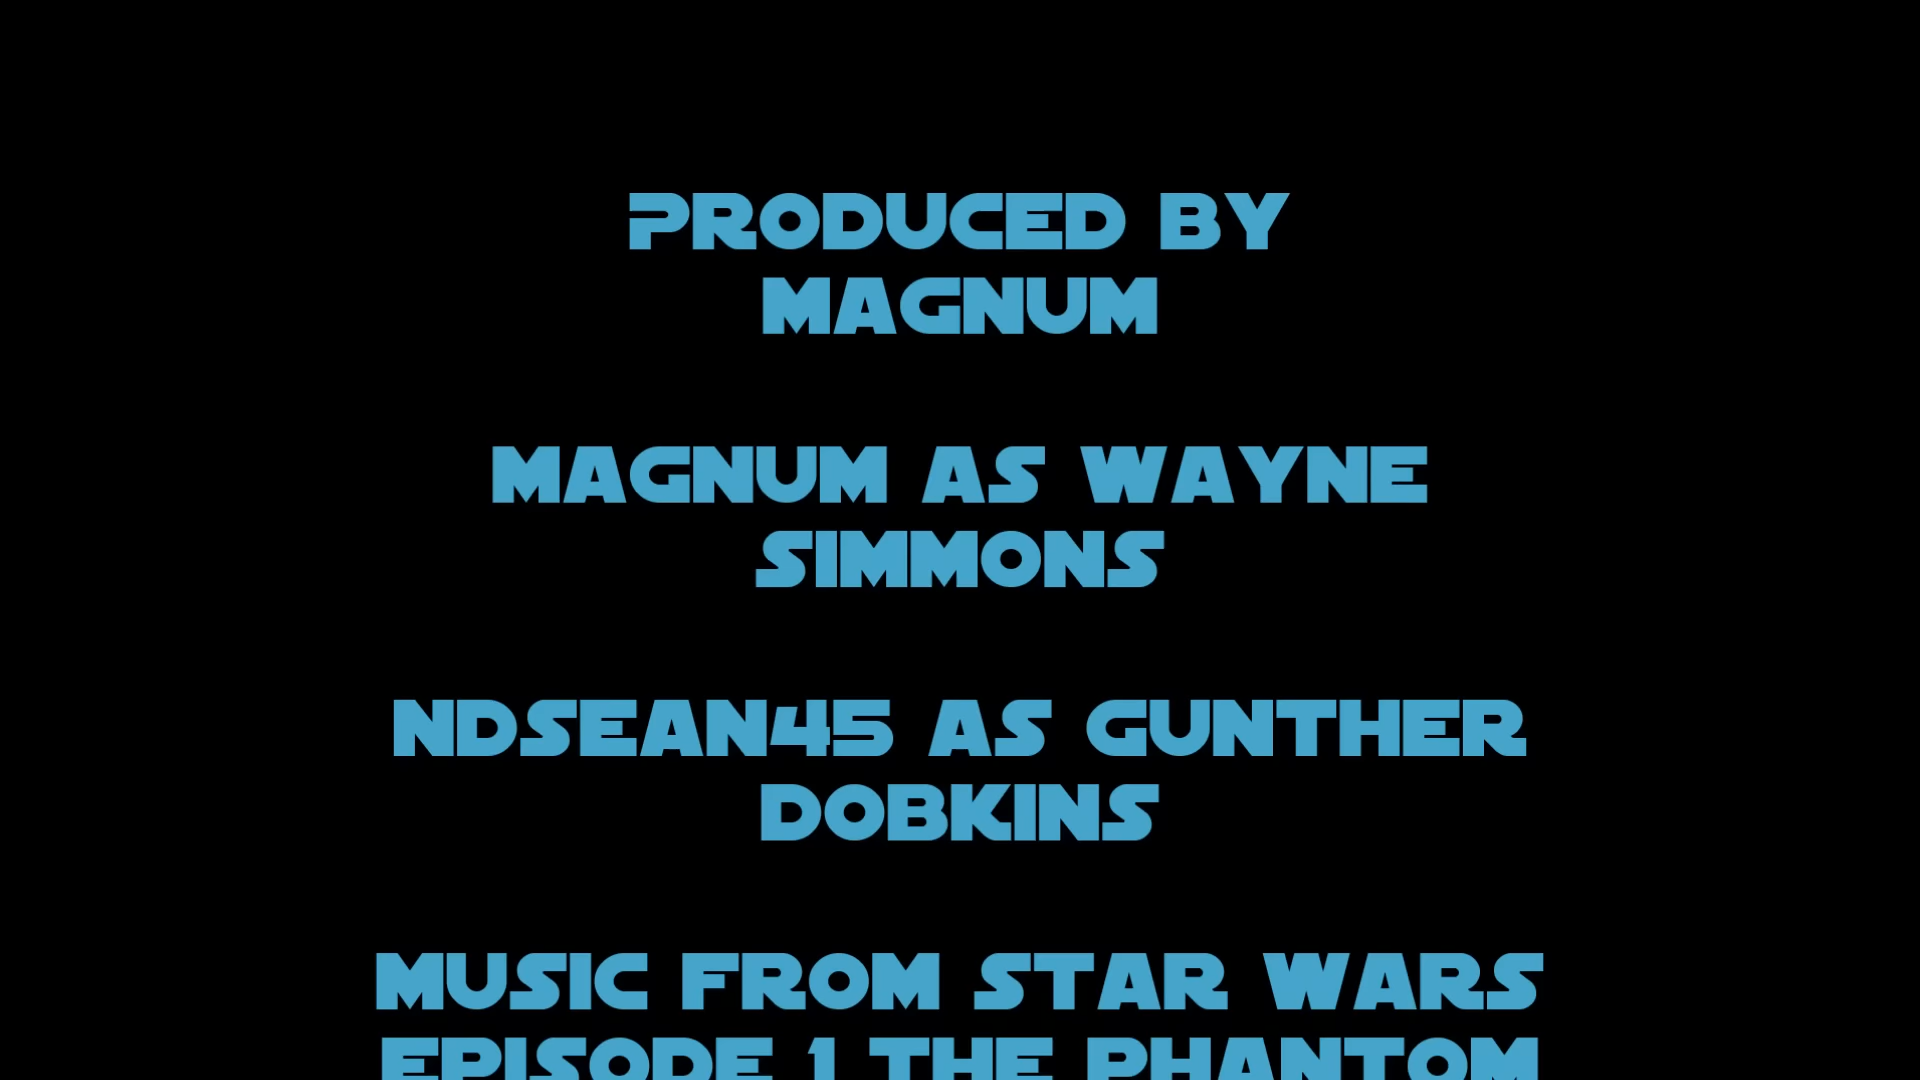 PRODUCED BY
MAGNUM
MAGNUM AS WAYNE
SIMMONS
NDSEAN45 AS GUNTHER
DOBKINS
MUSIC FROM STAR WARS
EPISODE 1 THE PHANTOM